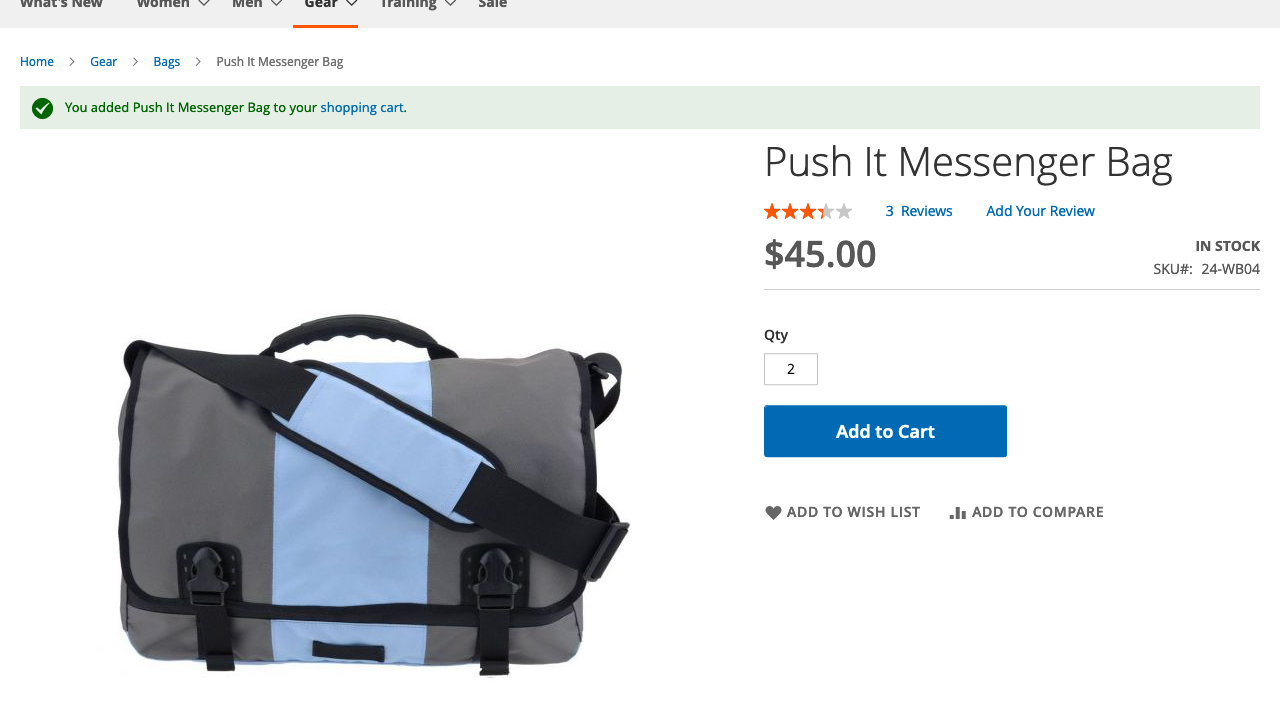 What's New Women Men Gear Training Sale
Home Gear Bags Push It Messenger Bag
You added Push It Messenger Bag to your shopping cart.
Push It Messenger Bag
3 Reviews Add Your Review
$45.00
IN STOCK
SKU#: 24-WB04
Qty
2
Add to Cart
ADD TO WISH LIST ADD TO COMPARE